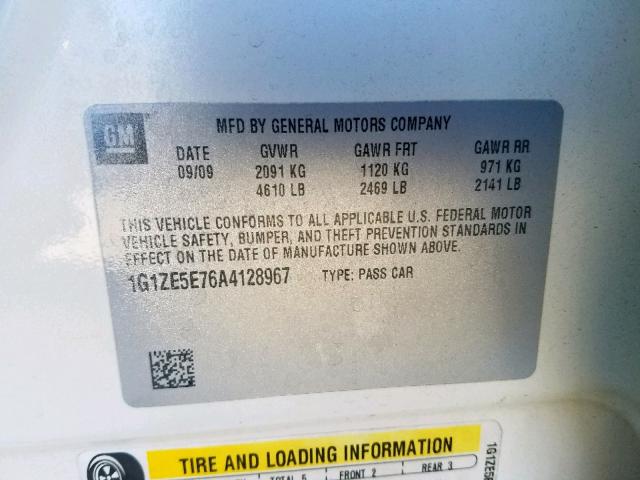 GM
MFD BY GENERAL MOTORS COMPANY
DATE GVWR GAWR FRT GAWR RR
09/09 2091 KG 1120 KG 971 KG
4610 LB 2469 LB 2141 LB
THIS VEHICLE CONFORMS TO ALL APPLICABLE U.S. FEDERAL MOTOR
VEHICLE SAFETY, BUMPER, AND THEFT PREVENTION STANDARDS IN
EFFECT ON THE DATE OF MANUFACTURE SHOWN ABOVE.
1G1ZE5E76A4128967 TYPE: PASS CAR
TIRE AND LOADING INFORMATION
TOTAL 5 FRONT 2 REAR 3
1G1ZE5